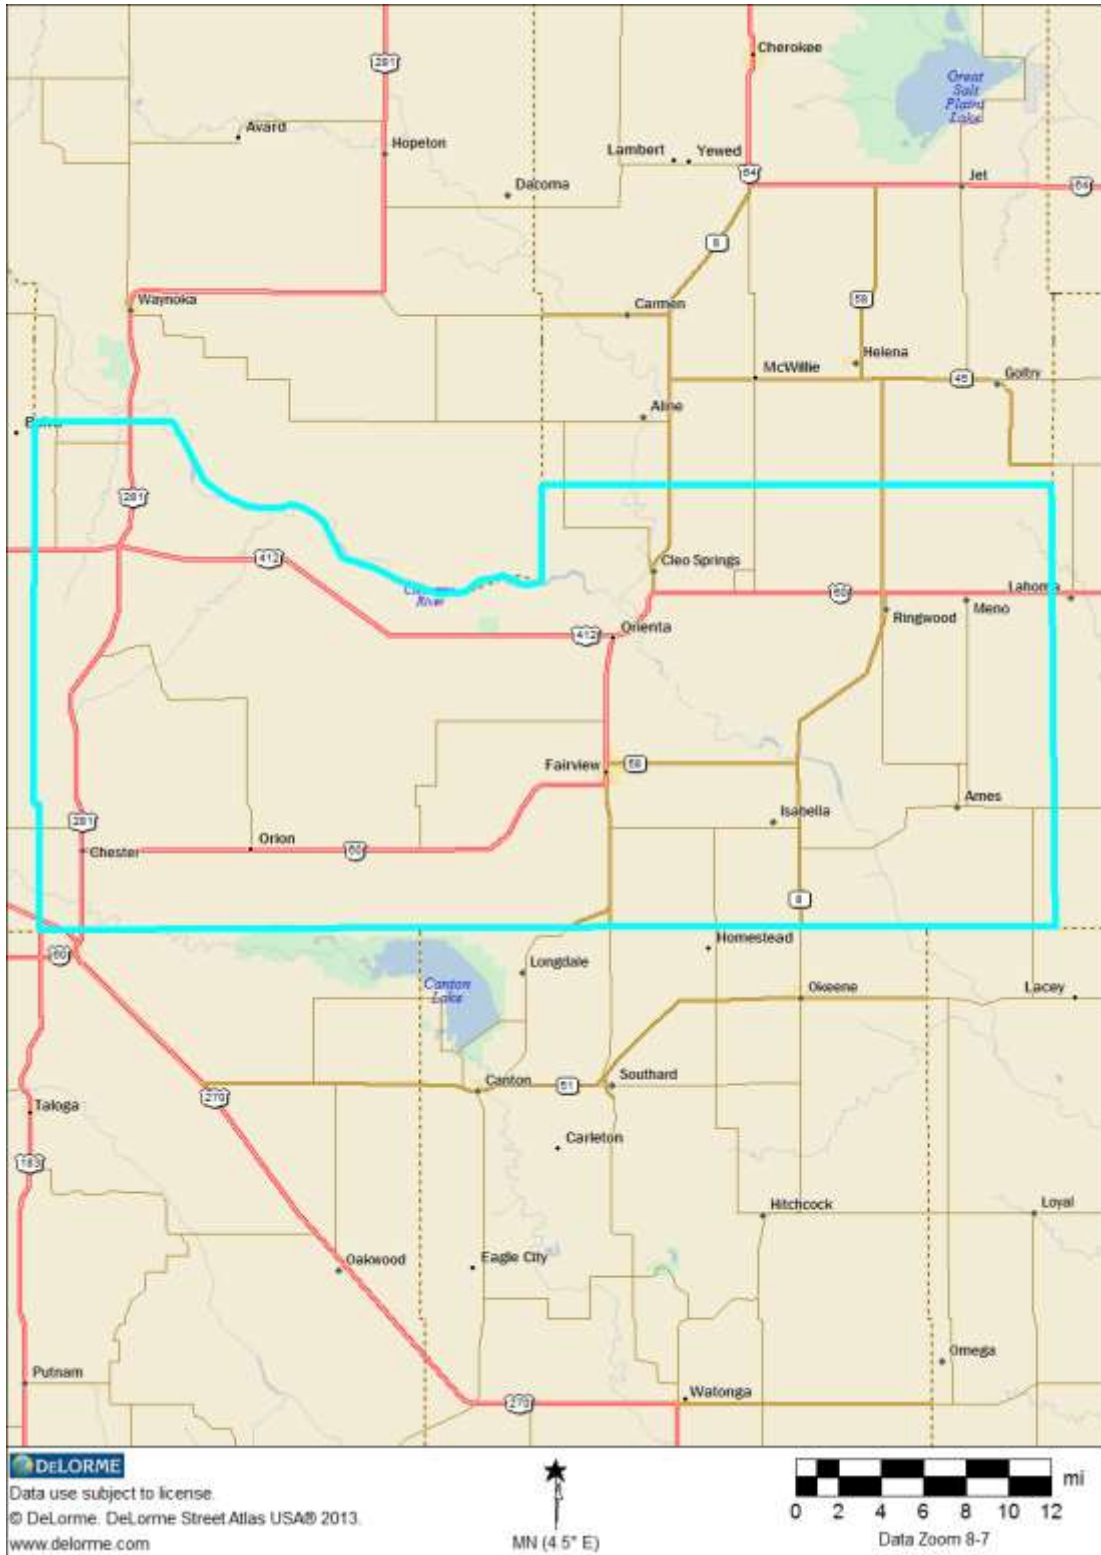 Cherokee
281
Great
Salt
Plains
Lake
Avard
Hopeton
Lambert
Yewed
64
Jet
64
Dacoma
8
Waynoka
Carmen
58
Helena
McWillie
45
Goltry
Aline
281
412
Cleo Springs
River
60
Lahoma
Meno
Ringwood
412
Orienta
Fairview
58
Ames
Isabella
281
Chester
Orion
60
8
Homestead
60
Longdale
Canton
Lake
Okeene
Lacey
270
Canton
51
Southard
Taloga
Carleton
183
Hitchcock
Loyal
Oakwood
Eagle City
Omega
Putnam
Watonga
270
DELORME
Data use subject to license.
© DeLorme. DeLorme Street Atlas USA® 2013.
www.delorme.com
MN (4.5° E)
mi
0 2 4 6 8 10 12
Data Zoom 8-7